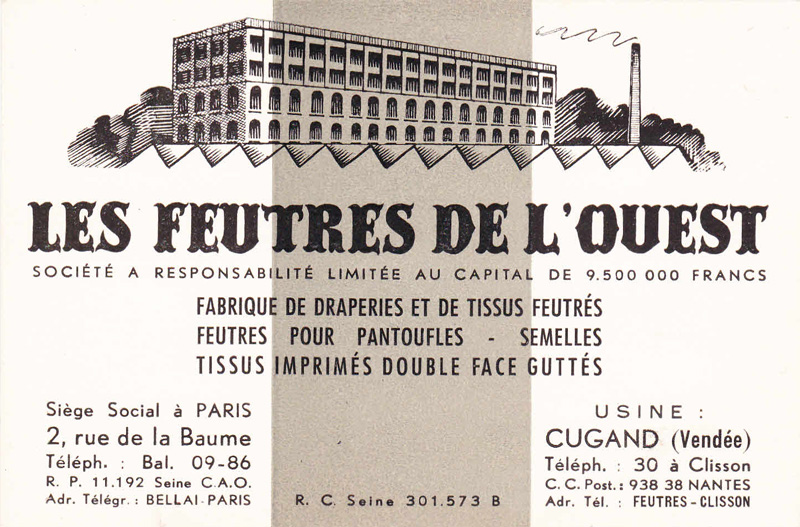 LES FEUTRES DE L'OUEST
SOCIÉTÉ A RESPONSABILITÉ LIMITÉE AU CAPITAL DE 9.500 000 FRANCS
FABRIQUE DE DRAPERIES ET DE TISSUS FEUTRÉS
FEUTRES POUR PANTOUFLES - SEMELLES
TISSUS IMPRIMÉS DOUBLE FACE GUTTÉS
Siège Social à PARIS
2, rue de la Baume
Téléph. : Bal. 09-86
R. P. 11.192 Seine C.A.O.
Adr. Télégr. : BELLAI-PARIS
R. C. Seine 301.573 B
USINE :
CUGAND (Vendée)
Téléph. : 30 à Clisson
C. C. Post. : 938 38 NANTES
Adr. Tél. : FEUTRES-CLISSON